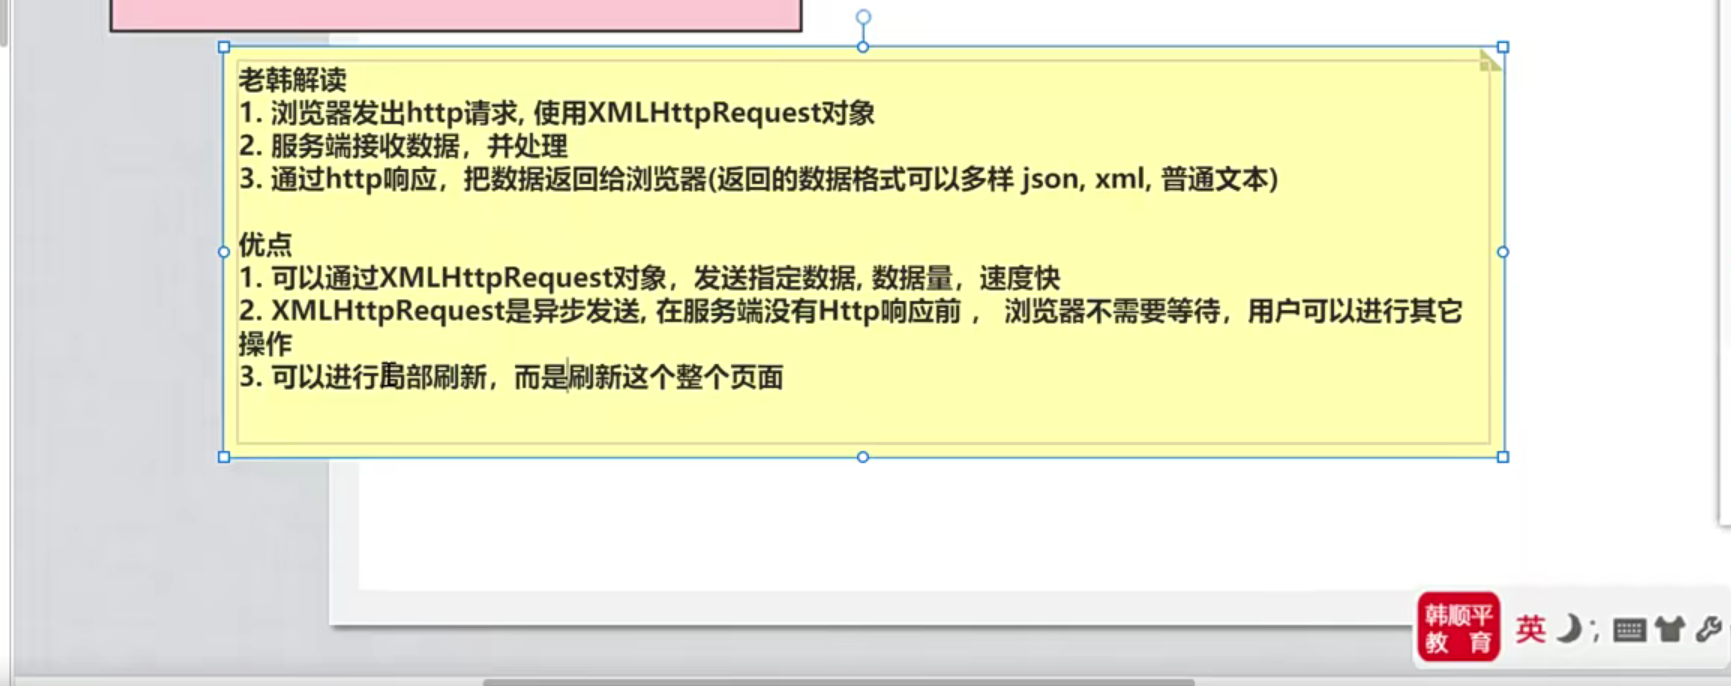 老韩解读
1. 浏览器发出http请求, 使用XMLHttpRequest对象
2. 服务端接收数据，并处理
3. 通过http响应，把数据返回给浏览器(返回的数据格式可以多样 json, xml, 普通文本)
优点
1. 可以通过XMLHttpRequest对象，发送指定数据, 数据量，速度快
2. XMLHttpRequest是异步发送, 在服务端没有Http响应前 ， 浏览器不需要等待，用户可以进行其它
操作
3. 可以进行局部刷新，而是刷新这个整个页面
韩顺平
教 育
英